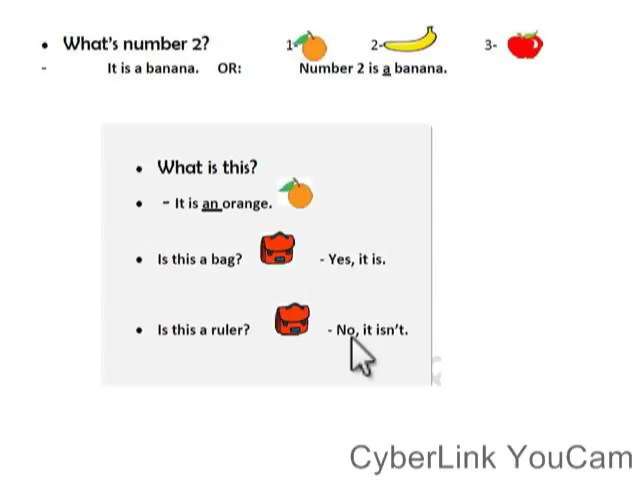 • What's number 2? 1- 2- 3-
- It is a banana. OR: Number 2 is a banana.
• What is this?
• - It is an orange.
• Is this a bag? - Yes, it is.
• Is this a ruler? - No, it isn't.
CyberLink YouCam